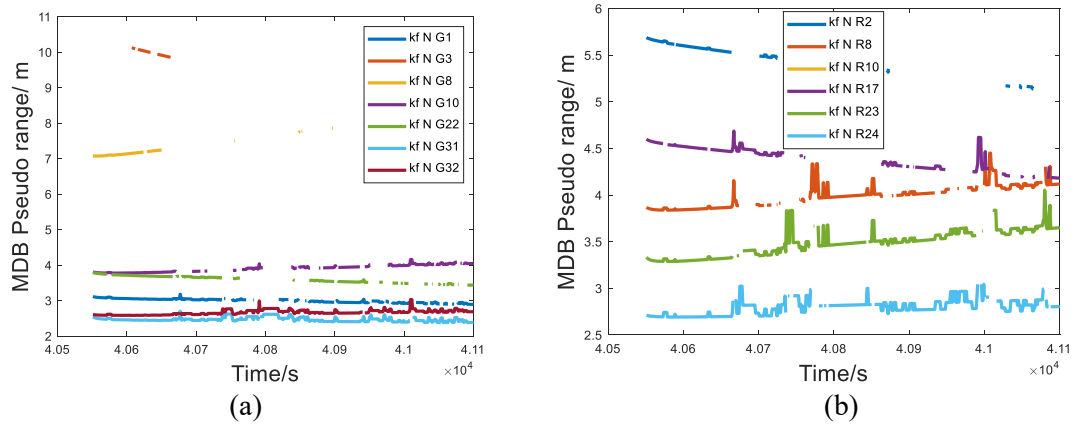 MDB Pseudo range/ m
11
10
9
8
7
6
5
4
3
2
4.05 4.06 4.07 4.08 4.09 4.1 4.11
Time/s
×10⁴
kf N G1
kf N G3
kf N G8
kf N G10
kf N G22
kf N G31
kf N G32
(a)
MDB Pseudo range/ m
6
5.5
5
4.5
4
3.5
3
2.5
4.05 4.06 4.07 4.08 4.09 4.1 4.11
Time/s
×10⁴
kf N R2
kf N R8
kf N R10
kf N R17
kf N R23
kf N R24
(b)